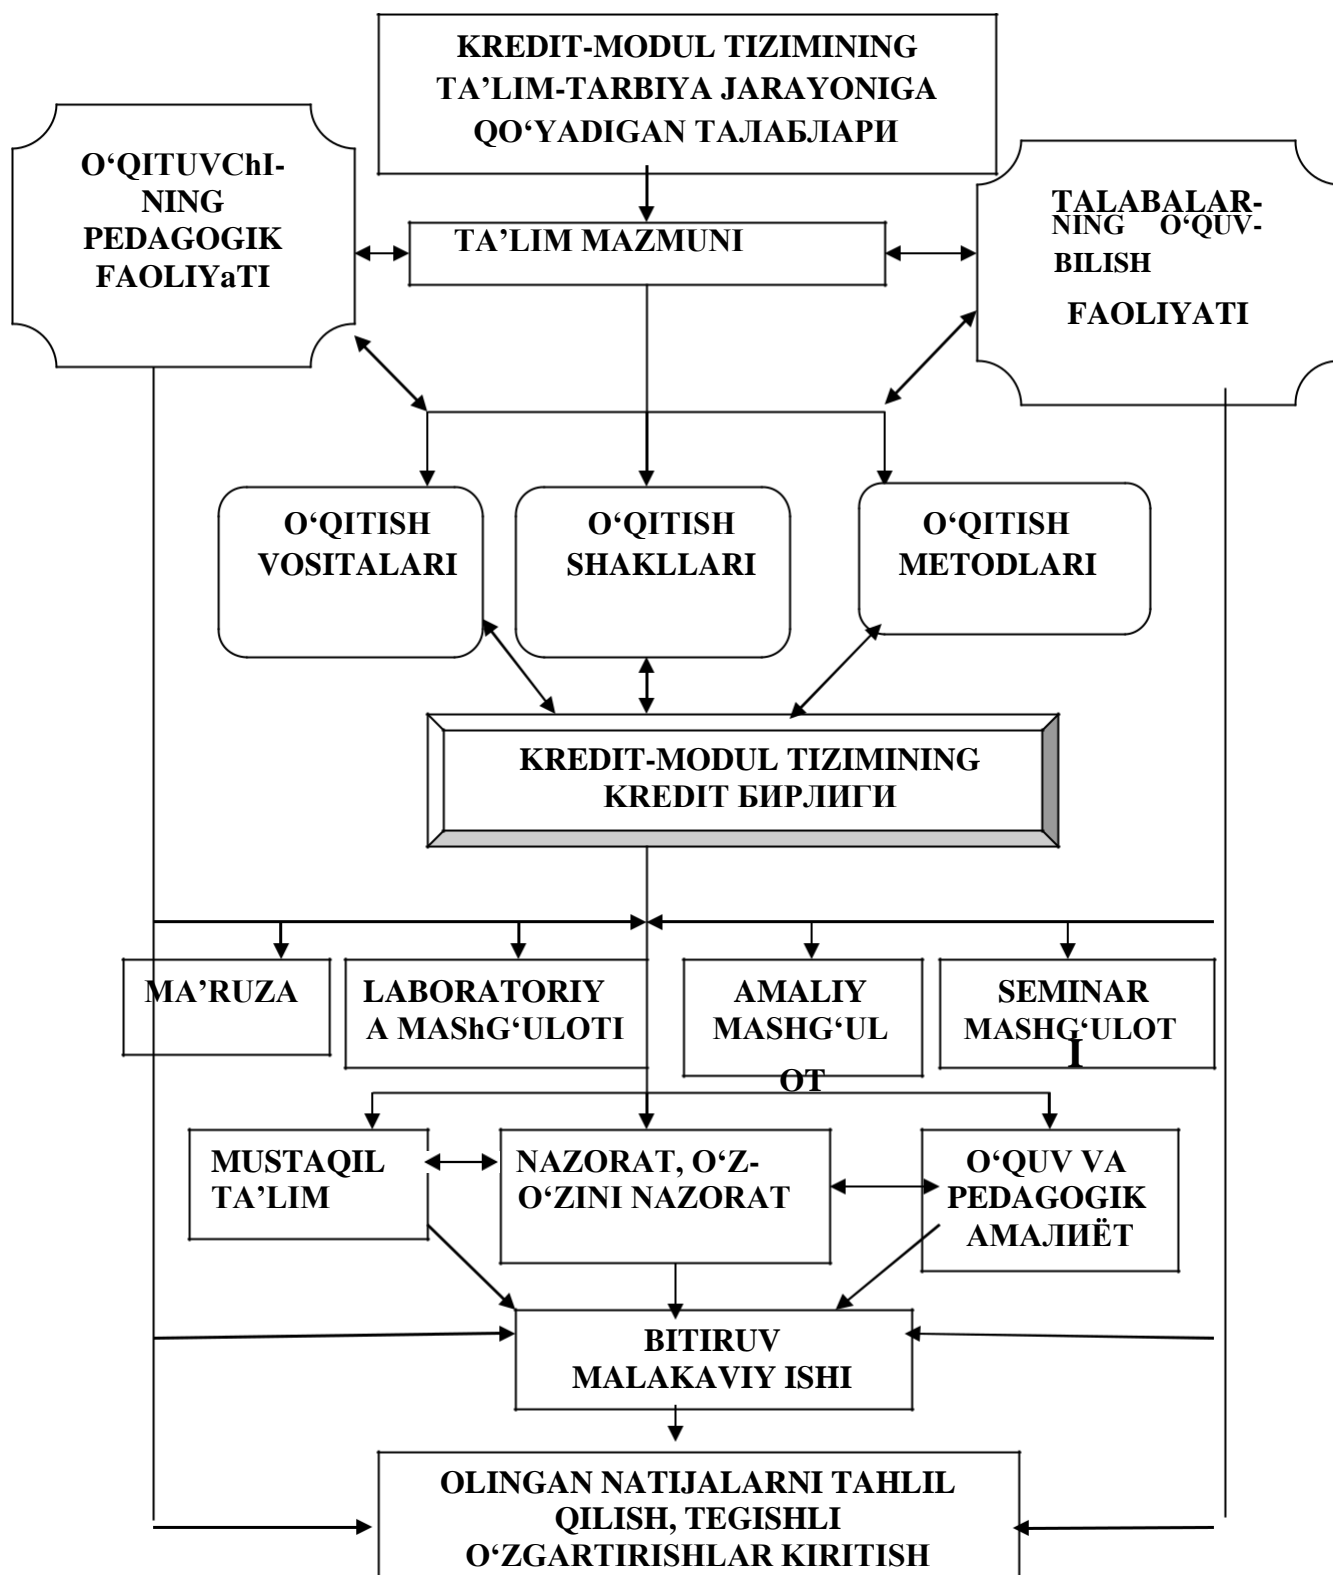 KREDIT-MODUL TIZIMINING
TA’LIM-TARBIYA JARAYONIGA
QO‘YADIGAN ТАЛАБЛАРИ
O‘QITUVChI-
NING
PEDAGOGIK
FAOLIYaTI
TA’LIM MAZMUNI
TALABALAR-
NING O‘QUV-
BILISH
FAOLIYATI
O‘QITISH
VOSITALARI
O‘QITISH
SHAKLLARI
O‘QITISH
METODLARI
KREDIT-MODUL TIZIMINING
KREDIT БИРЛИГИ
MA’RUZA
LABORATORIY
A MAShG‘ULOTI
AMALIY
MASHG‘UL
OT
SEMINAR
MASHG‘ULOT
I
MUSTAQIL
TA’LIM
NAZORAT, O‘Z-
O‘ZINI NAZORAT
O‘QUV VA
PEDAGOGIK
АМАЛИЁТ
BITIRUV
MALAKAVIY ISHI
OLINGAN NATIJALARNI TAHLIL
QILISH, TEGISHLI
O‘ZGARTIRISHLAR KIRITISH